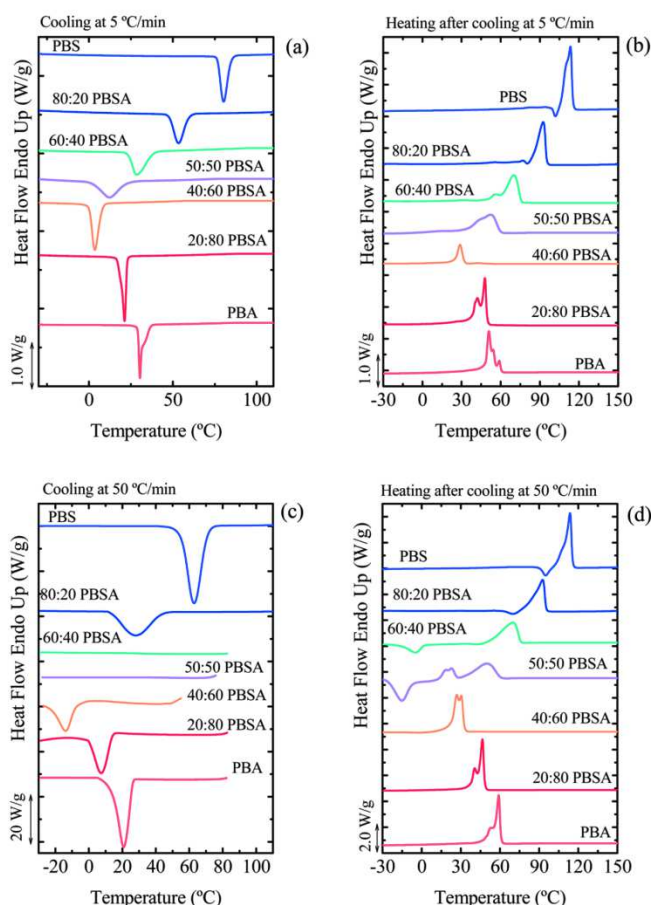 Cooling at 5 ºC/min
(a)
PBS
80:20 PBSA
60:40 PBSA
50:50 PBSA
40:60 PBSA
20:80 PBSA
PBA
1.0 W/g
Heat Flow Endo Up (W/g)
0 50 100
Temperature (ºC)
Heating after cooling at 5 ºC/min
(b)
PBS
80:20 PBSA
60:40 PBSA
50:50 PBSA
40:60 PBSA
20:80 PBSA
PBA
1.0 W/g
Heat Flow Endo Up (W/g)
-30 0 30 60 90 120 150
Temperature (ºC)
Cooling at 50 ºC/min
(c)
PBS
80:20 PBSA
60:40 PBSA
50:50 PBSA
40:60 PBSA
20:80 PBSA
PBA
20 W/g
Heat Flow Endo Up (W/g)
-20 0 20 40 60 80 100
Temperature (ºC)
Heating after cooling at 50 ºC/min
(d)
PBS
80:20 PBSA
60:40 PBSA
50:50 PBSA
40:60 PBSA
20:80 PBSA
PBA
2.0 W/g
Heat Flow Endo Up (W/g)
-30 0 30 60 90 120 150
Temperature (ºC)